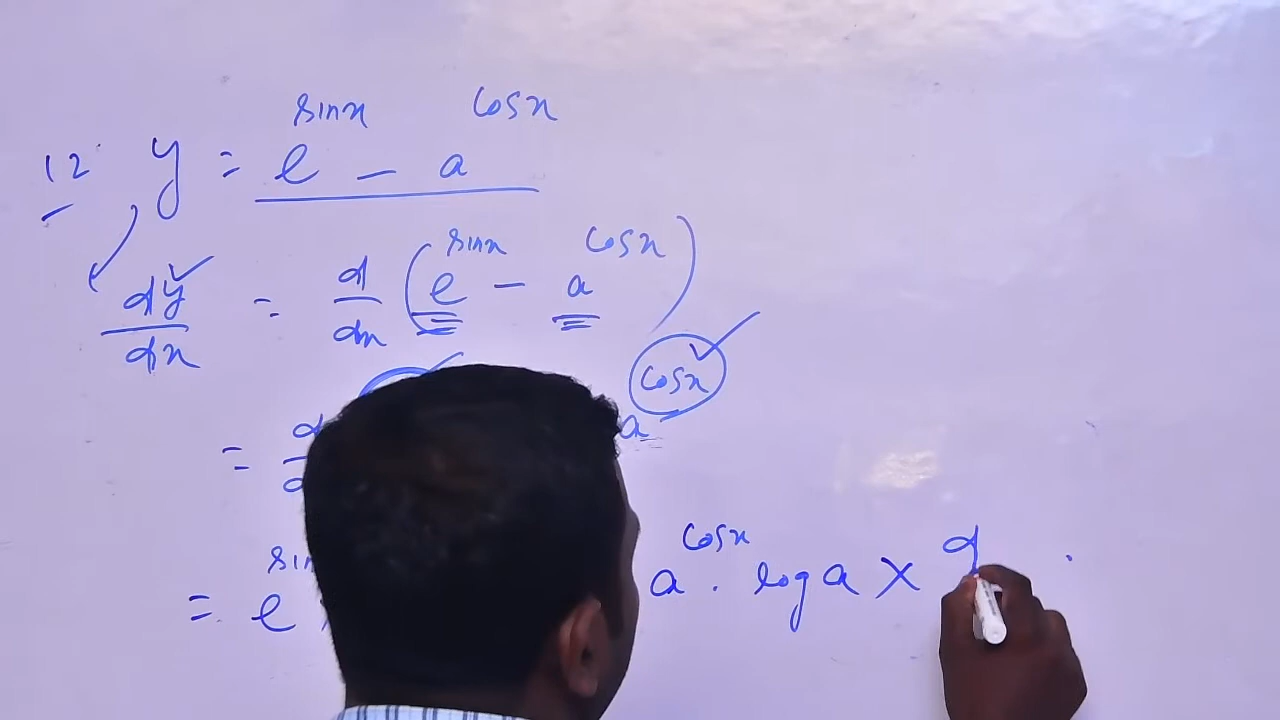 12 y = e^sinx - a^cosx
dy/dx = d/dx (e^sinx - a^cosx)
= d a^cosx
= e^sin a^cosx . log a × d